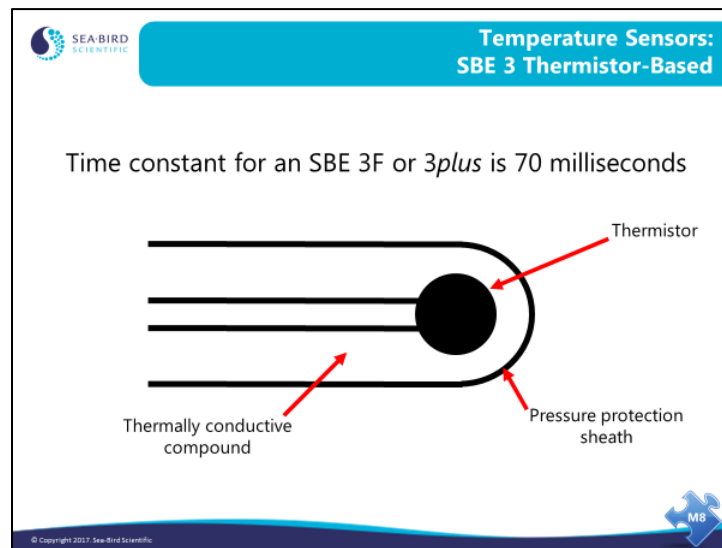 SEA·BIRD
SCIENTIFIC
Temperature Sensors:
SBE 3 Thermistor-Based
Time constant for an SBE 3F or 3plus is 70 milliseconds
Thermistor
Thermally conductive
compound
Pressure protection
sheath
M8
© Copyright 2017 Sea-Bird Scientific